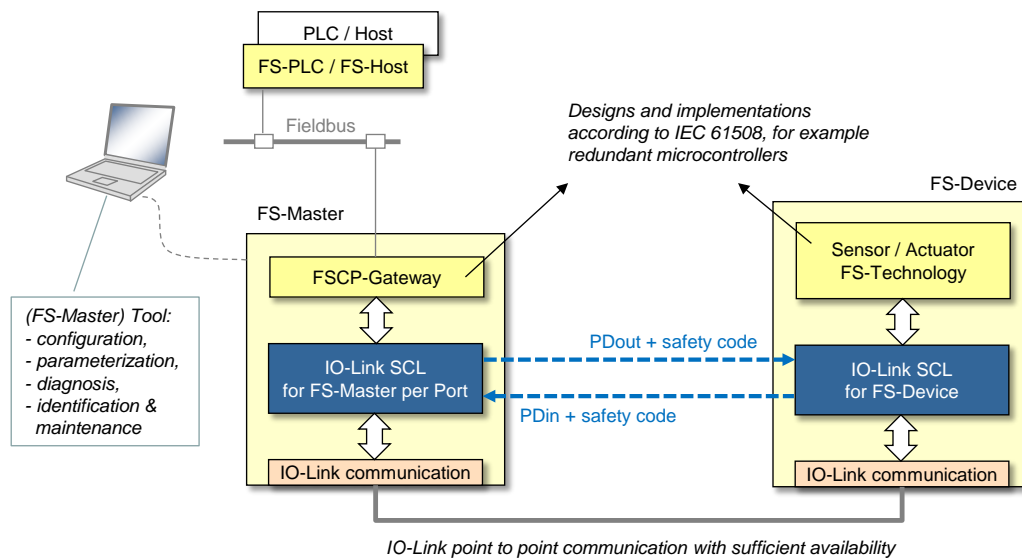 PLC / Host
FS-PLC / FS-Host
Fieldbus
Designs and implementations
according to IEC 61508, for example
redundant microcontrollers
FS-Master
FS-Device
FSCP-Gateway
Sensor / Actuator
FS-Technology
(FS-Master) Tool:
- configuration,
- parameterization,
- diagnosis,
- identification &
maintenance
IO-Link SCL
for FS-Master per Port
PDout + safety code
PDin + safety code
IO-Link SCL
for FS-Device
IO-Link communication
IO-Link communication
IO-Link point to point communication with sufficient availability